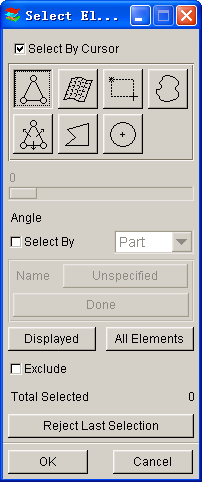 Select El...
Select By Cursor
0
Angle
Select By Part
Name Unspecified
Done
Displayed All Elements
Exclude
Total Selected 0
Reject Last Selection
OK Cancel